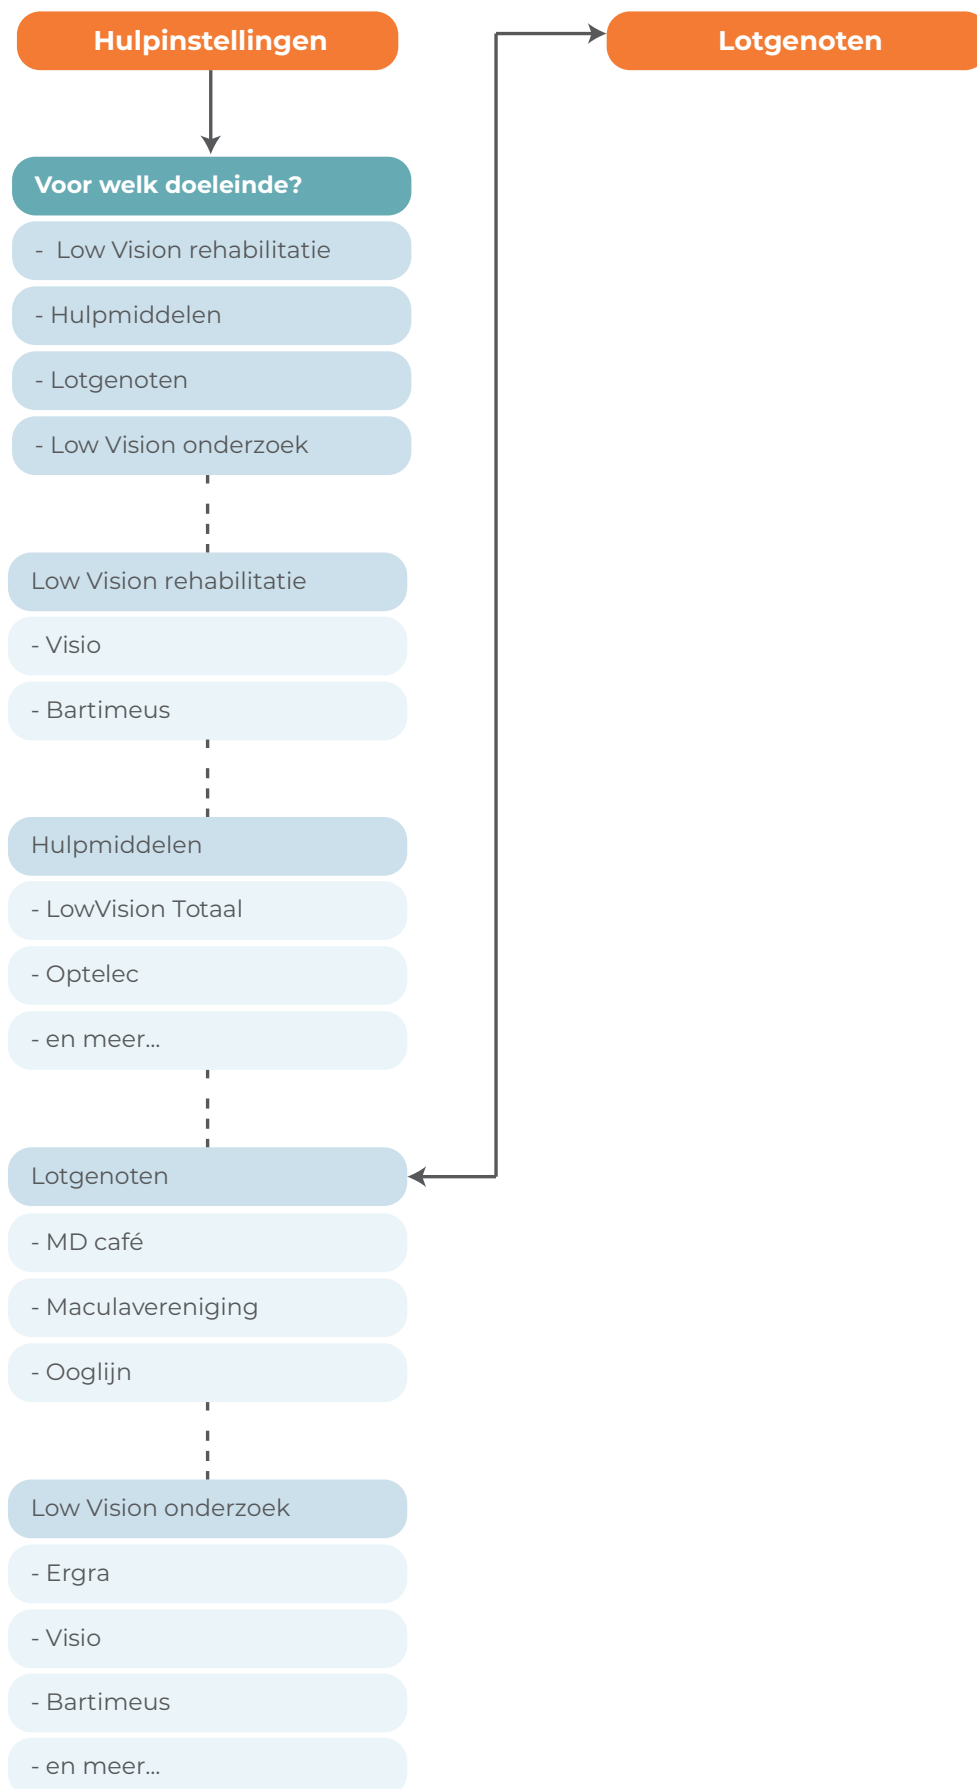 Hulpinstellingen
Lotgenoten
Voor welk doeleinde?
- Low Vision rehabilitatie
- Hulpmiddelen
- Lotgenoten
- Low Vision onderzoek
Low Vision rehabilitatie
- Visio
- Bartimeus
Hulpmiddelen
- LowVision Totaal
- Optelec
- en meer...
Lotgenoten
- MD café
- Maculavereniging
- Ooglijn
Low Vision onderzoek
- Ergra
- Visio
- Bartimeus
- en meer...